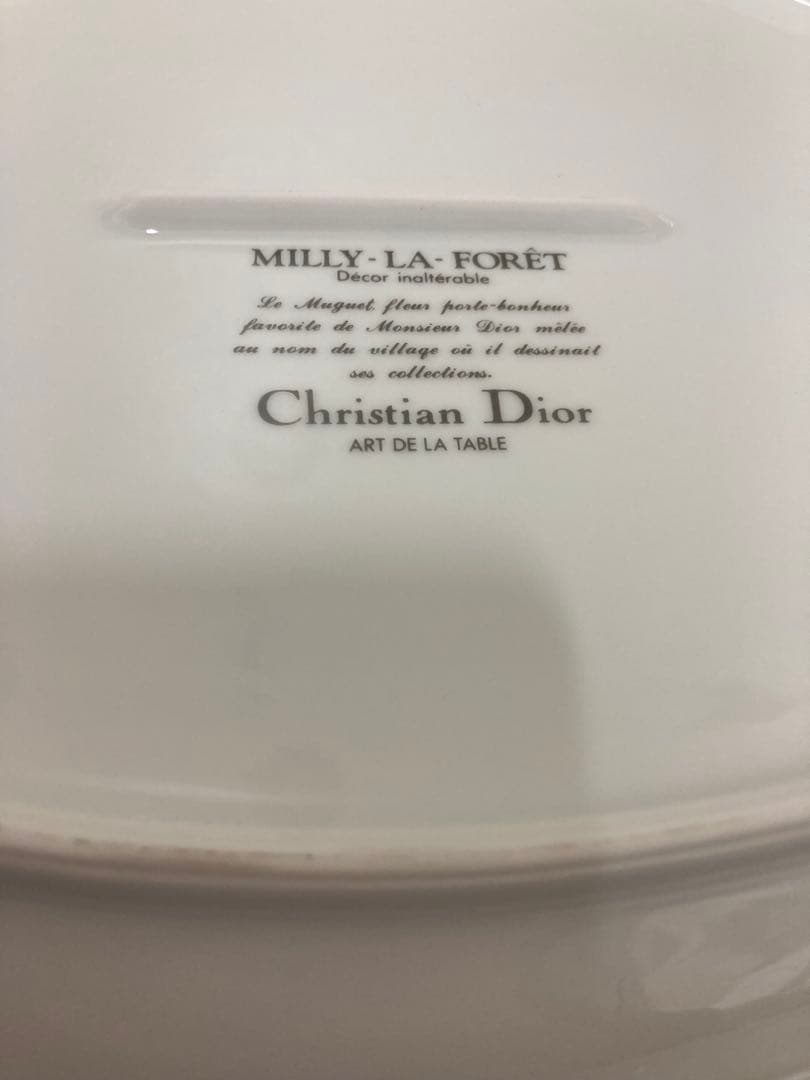 MILLY-LA-FORÊT
Décor inaltérable
Le Muguet, fleur porte-bonheur
favorite de Monsieur Dior mêlée
au nom du village où il dessinait
ses collections.
Christian Dior
ART DE LA TABLE